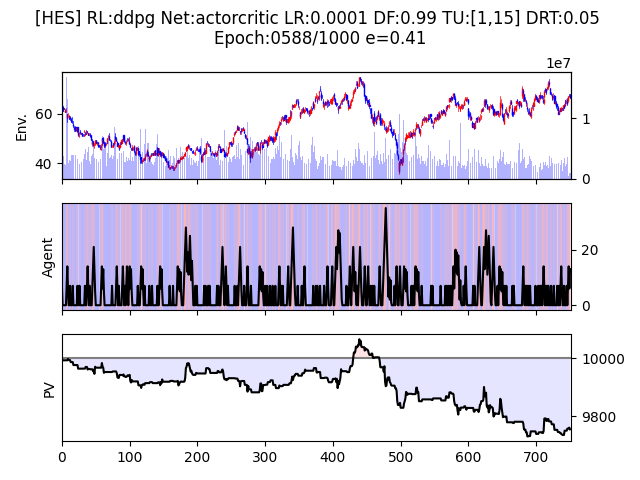 [HES] RL:ddpg Net:actorcritic LR:0.0001 DF:0.99 TU:[1,15] DRT:0.05
Epoch:0588/1000 e=0.41
1e7
Env.
60
40
1
0
Agent
20
0
PV
10000
9800
0 100 200 300 400 500 600 700